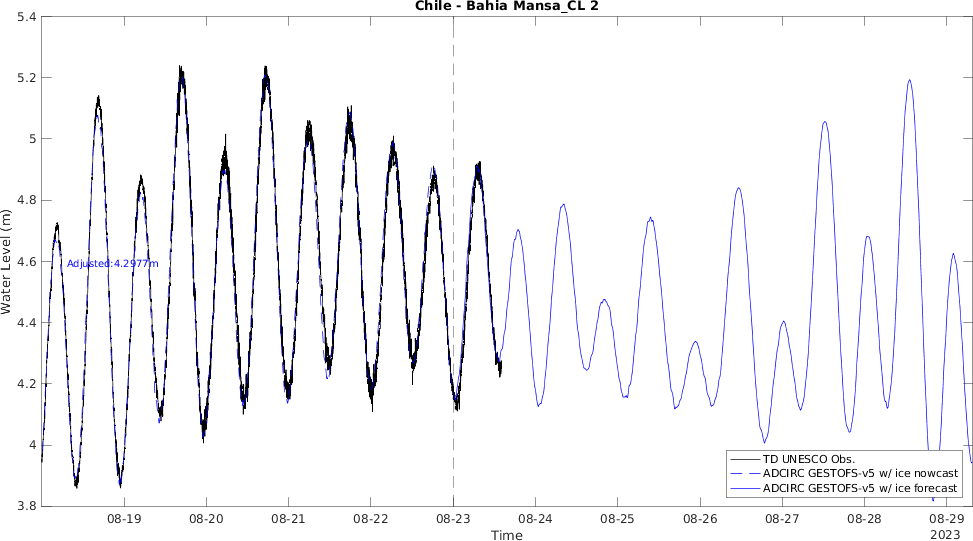 Chile - Bahia Mansa_CL 2
5.4
5.2
5
4.8
4.6
4.4
4.2
4
3.8
Water Level (m)
Adjusted:4.2977m
TD UNESCO Obs.
ADCIRC GESTOFS-v5 w/ ice nowcast
ADCIRC GESTOFS-v5 w/ ice forecast
08-19 08-20 08-21 08-22 08-23 08-24 08-25 08-26 08-27 08-28 08-29
2023
Time